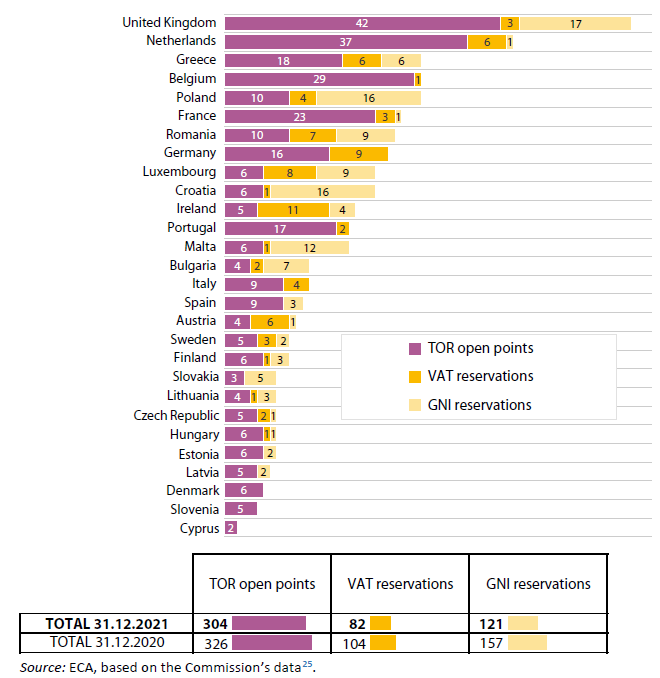 United Kingdom 42 3 17
Netherlands 37 6 1
Greece 18 6 6
Belgium 29 1
Poland 10 4 16
France 23 3 1
Romania 10 7 9
Germany 16 9
Luxembourg 6 8 9
Croatia 6 1 16
Ireland 5 11 4
Portugal 17 2
Malta 6 1 12
Bulgaria 4 2 7
Italy 9 4
Spain 9 3
Austria 4 6 1
Sweden 5 3 2
Finland 6 1 3
Slovakia 3 5
Lithuania 4 1 3
Czech Republic 5 2 1
Hungary 6 1 1
Estonia 6 2
Latvia 5 2
Denmark 6
Slovenia 5
Cyprus 2
TOR open points
VAT reservations
GNI reservations
TOR open points VAT reservations GNI reservations
TOTAL 31.12.2021 304 82 121
TOTAL 31.12.2020 326 104 157
Source: ECA, based on the Commission's data25.